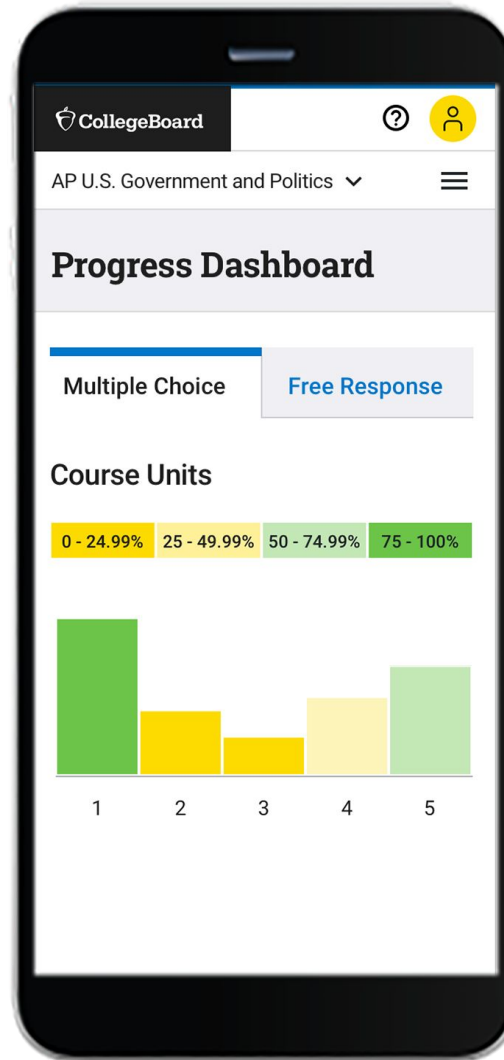 CollegeBoard
AP U.S. Government and Politics
Progress Dashboard
Multiple Choice Free Response
Course Units
0 - 24.99% 25 - 49.99% 50 - 74.99% 75 - 100%
1 2 3 4 5